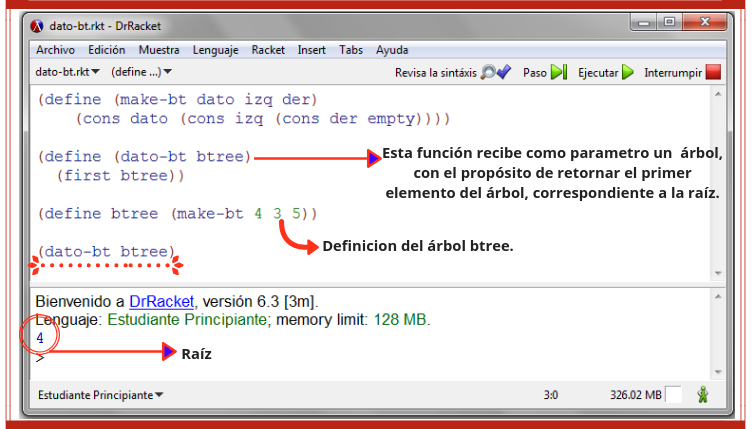 dato-bt.rkt - DrRacket
Archivo Edición Muestra Lenguaje Racket Insert Tabs Ayuda
dato-bt.rkt (define ...) Revisa la sintáxis Paso Ejecutar Interrumpir
(define (make-bt dato izq der)
(cons dato (cons izq (cons der empty))))
(define (dato-bt btree)
(first btree))
Esta función recibe como parametro un árbol,
con el propósito de retornar el primer
elemento del árbol, correspondiente a la raíz.
(define btree (make-bt 4 3 5))
Definicion del árbol btree.
(dato-bt btree)
Bienvenido a DrRacket, versión 6.3 [3m].
Lenguaje: Estudiante Principiante; memory limit: 128 MB.
4
>
Raíz
Estudiante Principiante 3:0 326.02 MB